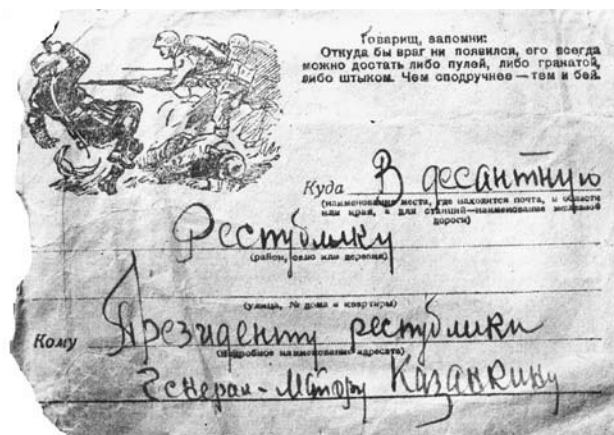 Товарищ, запомни:
Откуда бы враг ни появился, его всегда
можно достать либо пулей, либо гранатой,
либо штыком. Чем сподручнее — тем и бей.
Куда В десантную
(наименование места, где находится почта, и области
или края, а для станций—наименование железной
дороги)
Республику
(район, село или деревня)
(улица, № дома и квартиры)
Кому Президенту республики
(подробное наименование адресата)
Генерал-майору Казанкину